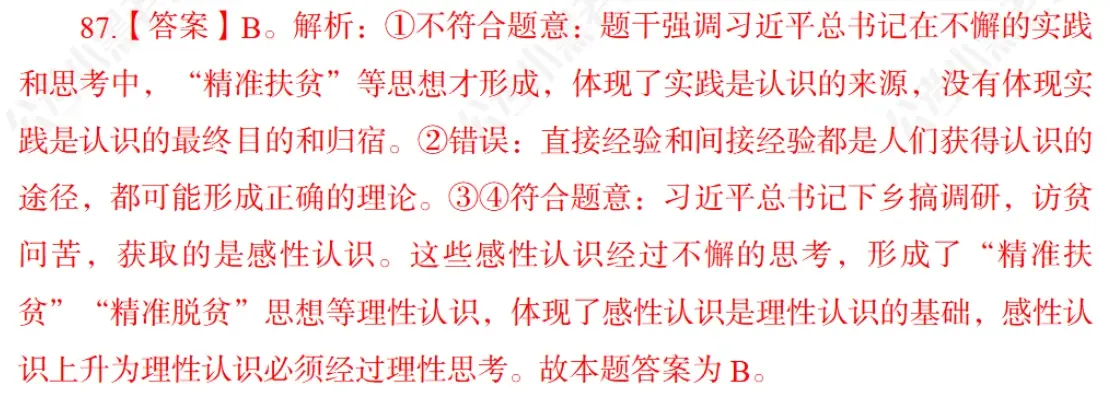 87.【答案】B。解析：①不符合题意：题干强调习近平总书记在不懈的实践
和思考中，“精准扶贫”等思想才形成，体现了实践是认识的来源，没有体现实
践是认识的最终目的和归宿。②错误：直接经验和间接经验都是人们获得认识的
途径，都可能形成正确的理论。③④符合题意：习近平总书记下乡搞调研，访贫
问苦，获取的是感性认识。这些感性认识经过不懈的思考，形成了“精准扶
贫”“精准脱贫”思想等理性认识，体现了感性认识是理性认识的基础，感性认
识上升为理性认识必须经过理性思考。故本题答案为 B。